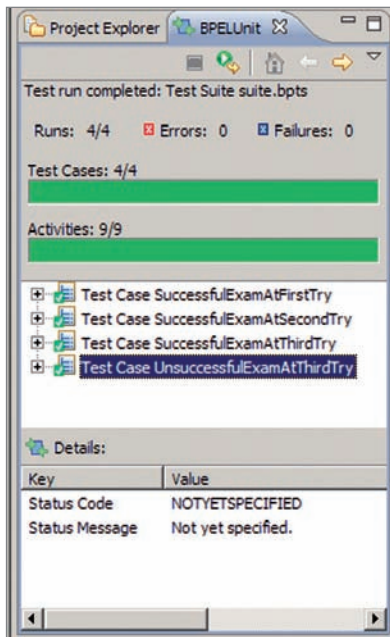 Project Explorer BPELUnit
Test run completed: Test Suite suite.bpts
Runs: 4/4 Errors: 0 Failures: 0
Test Cases: 4/4
Activities: 9/9
Test Case SuccessfulExamAtFirstTry
Test Case SuccessfulExamAtSecondTry
Test Case SuccessfulExamAtThirdTry
Test Case UnsuccessfulExamAtThirdTry
Details:
Key Value
Status Code NOTYETSPECIFIED
Status Message Not yet specified.